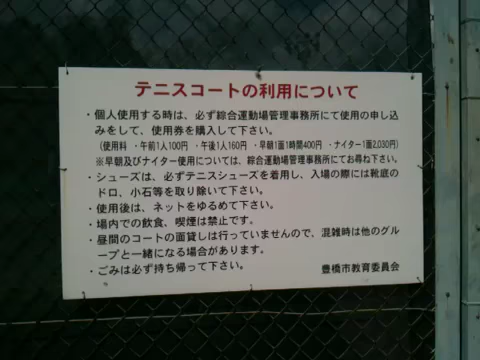 テニスコートの利用について
・個人使用する時は、必ず綜合運動場管理事務所にて使用の申し込
みをして、使用券を購入して下さい。
(使用料 ・午前1人100円 ・午後1人160円 ・早朝1面1時間400円 ・ナイター1面2,030円)
※早朝及びナイター使用については、綜合運動場管理事務所にてお尋ね下さい。
・シューズは、必ずテニスシューズを着用し、入場の際には靴底の
ドロ、小石等を取り除いて下さい。
・使用後は、ネットをゆるめて下さい。
・場内での飲食、喫煙は禁止です。
・昼間のコートの面貸しは行っていませんので、混雑時は他のグル
ープと一緒になる場合があります。
・ごみは必ず持ち帰って下さい。
豊橋市教育委員会